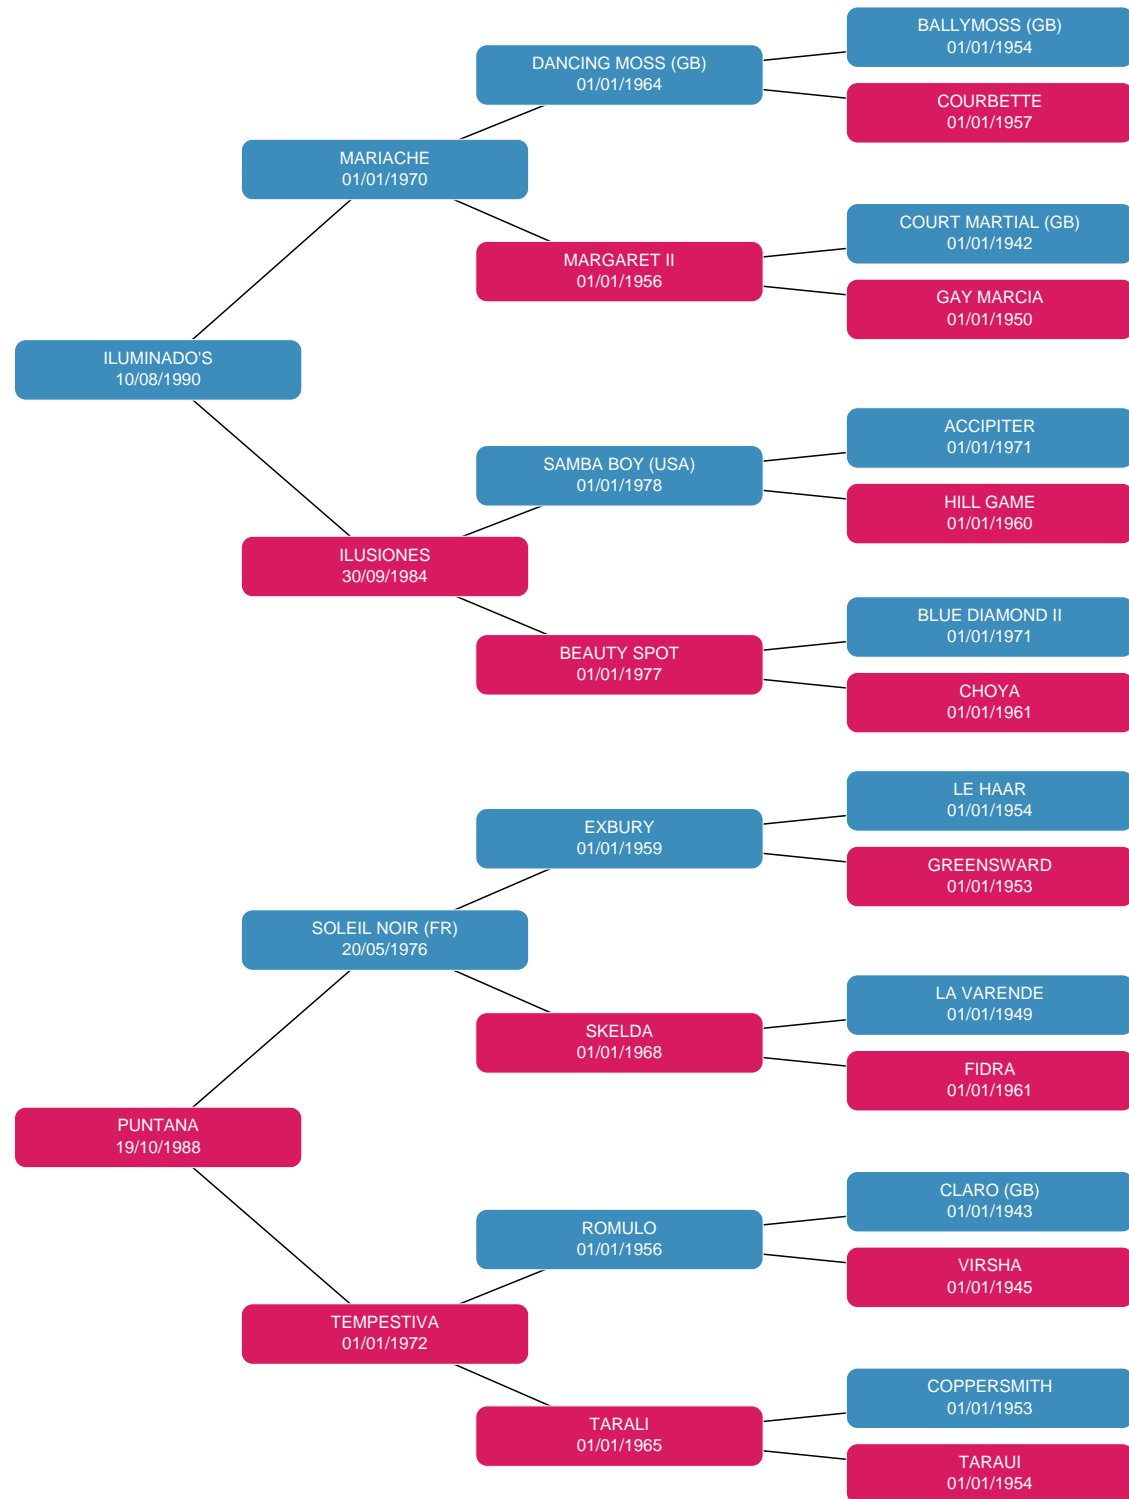 BALLYMOSS (GB)
01/01/1954
DANCING MOSS (GB)
01/01/1964
COURBETTE
01/01/1957
MARIACHE
01/01/1970
COURT MARTIAL (GB)
01/01/1942
MARGARET II
01/01/1956
GAY MARCIA
01/01/1950
ILUMINADO'S
10/08/1990
ACCIPITER
01/01/1971
SAMBA BOY (USA)
01/01/1978
HILL GAME
01/01/1960
ILUSIONES
30/09/1984
BLUE DIAMOND II
01/01/1971
BEAUTY SPOT
01/01/1977
CHOYA
01/01/1961
LE HAAR
01/01/1954
EXBURY
01/01/1959
GREENSWARD
01/01/1953
SOLEIL NOIR (FR)
20/05/1976
LA VARENDE
01/01/1949
SKELDA
01/01/1968
FIDRA
01/01/1961
PUNTANA
19/10/1988
CLARO (GB)
01/01/1943
ROMULO
01/01/1956
VIRSHA
01/01/1945
TEMPESTIVA
01/01/1972
COPPERSMITH
01/01/1953
TARALI
01/01/1965
TARAUI
01/01/1954